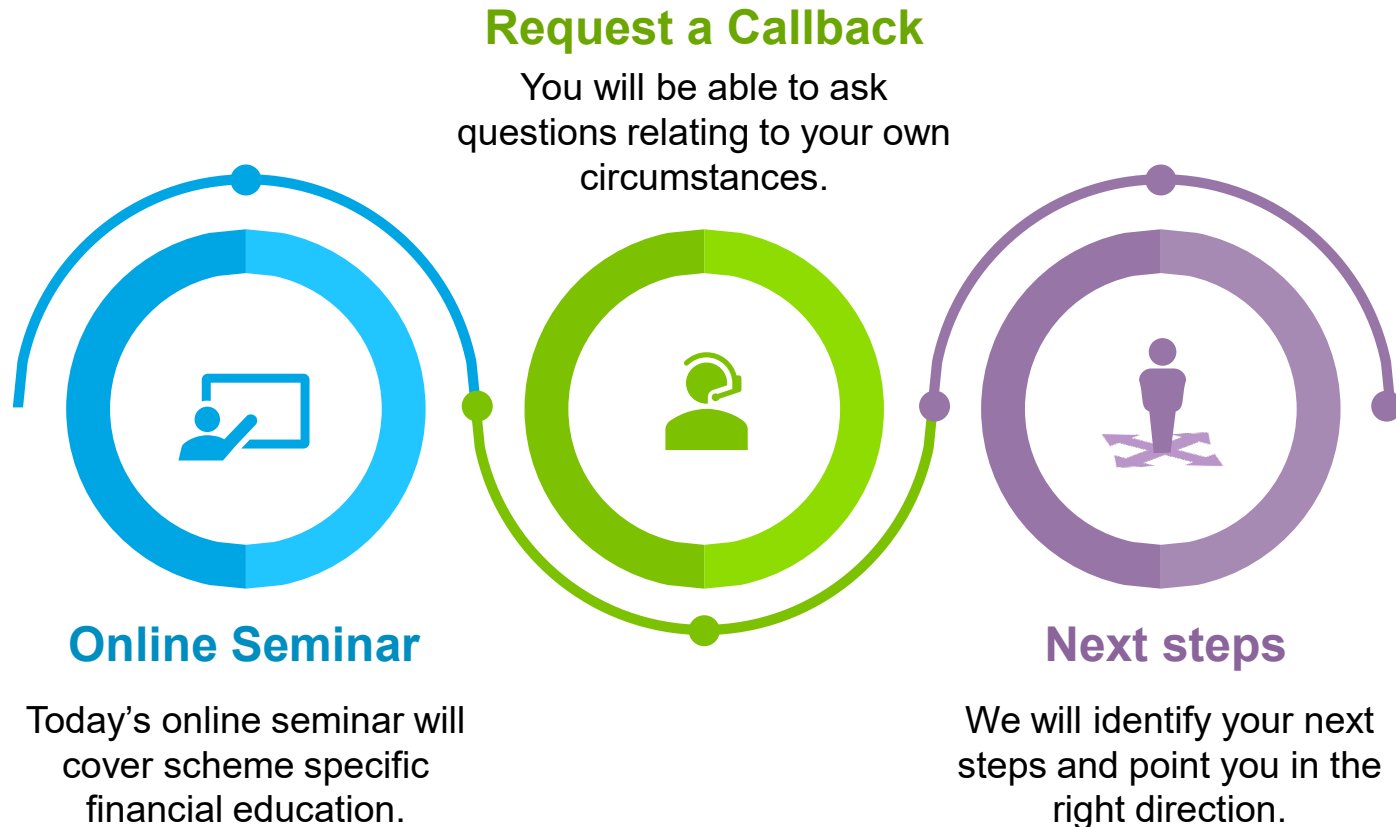 Request a Callback
You will be able to ask
questions relating to your own
circumstances.
Online Seminar
Today’s online seminar will
cover scheme specific
financial education.
Next steps
We will identify your next
steps and point you in the
right direction.